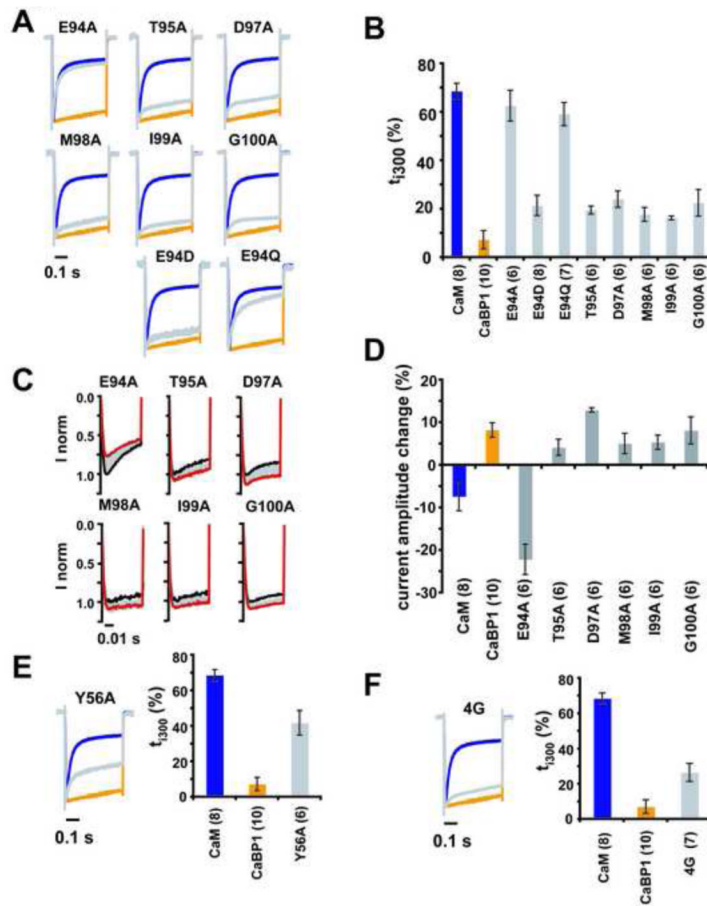 A
E94A T95A D97A
M98A I99A G100A
0.1 s
E94D E94Q
B
t_i300 (%)
80
60
40
20
0
CaM (8)
CaBP1 (10)
E94A (6)
E94D (8)
E94Q (7)
T95A (6)
D97A (6)
M98A (6)
I99A (6)
G100A (6)
C
E94A T95A D97A
I norm
0.0
0.5
1.0
M98A I99A G100A
I norm
0.0
0.5
1.0
0.01 s
D
current amplitude change (%)
20
10
0
-10
-20
-30
CaM (8)
CaBP1 (10)
E94A (6)
T95A (6)
D97A (6)
M98A (6)
I99A (6)
G100A (6)
E
Y56A
0.1 s
t_i300 (%)
80
60
40
20
0
CaM (8)
CaBP1 (10)
Y56A (6)
F
4G
0.1 s
t_i300 (%)
80
60
40
20
0
CaM (8)
CaBP1 (10)
4G (7)